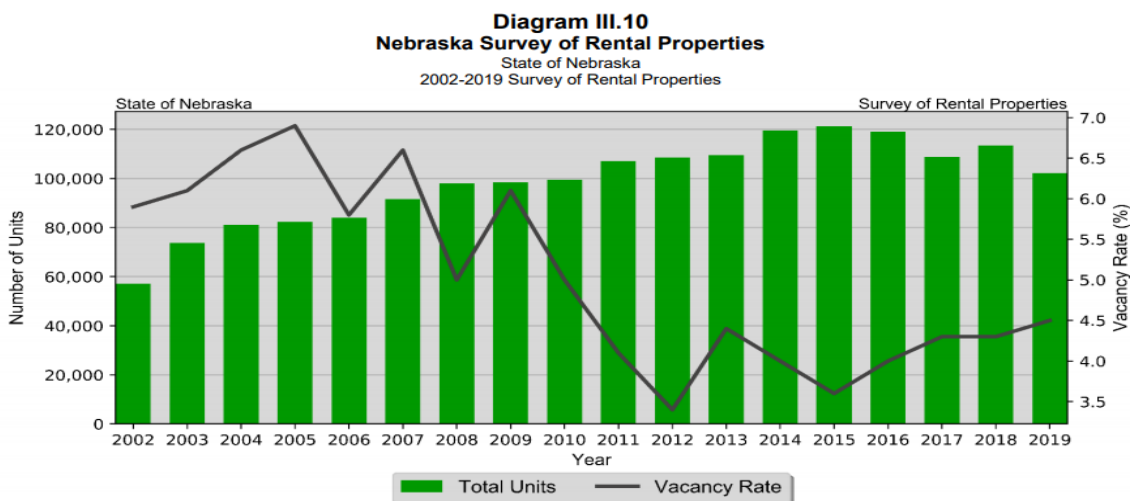 Diagram III.10
Nebraska Survey of Rental Properties
State of Nebraska
2002-2019 Survey of Rental Properties
State of Nebraska
Survey of Rental Properties
120,000
100,000
80,000
60,000
40,000
20,000
0
Number of Units
7.0
6.5
6.0
5.5
5.0
4.5
4.0
3.5
Vacancy Rate (%)
2002 2003 2004 2005 2006 2007 2008 2009 2010 2011 2012 2013 2014 2015 2016 2017 2018 2019
Year
Total Units Vacancy Rate